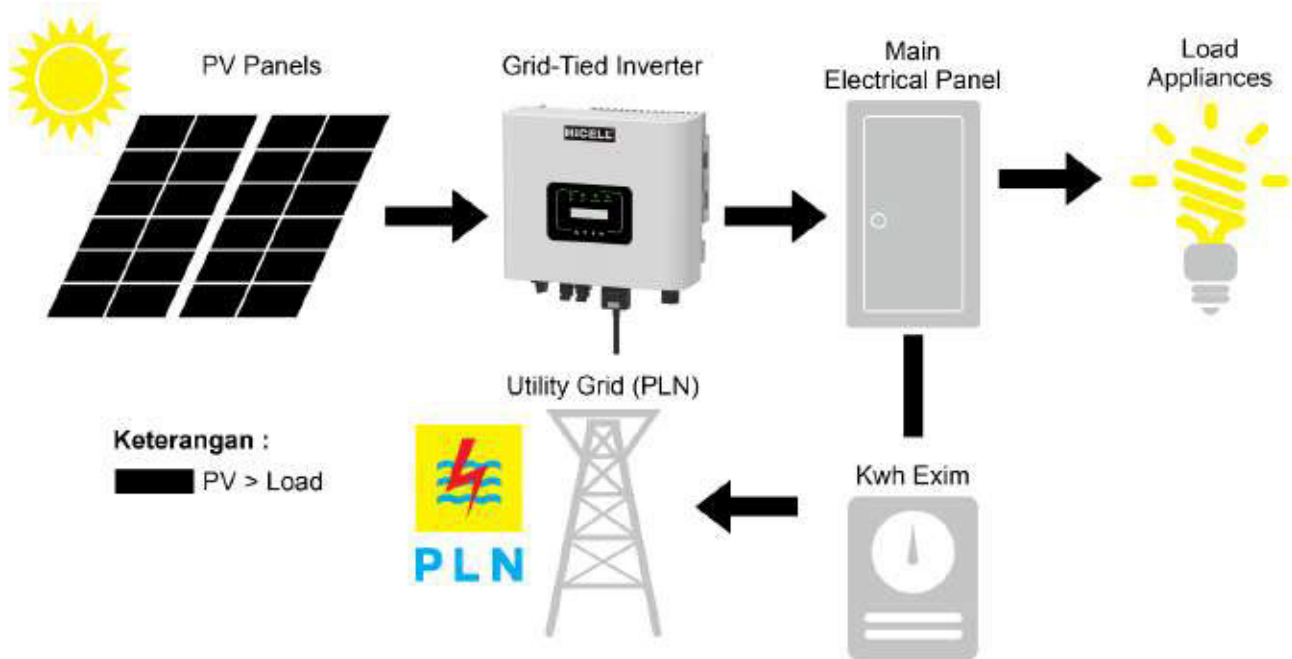 PV Panels
Grid-Tied Inverter
Main
Electrical Panel
Load
Appliances
HICELL
Utility Grid (PLN)
Keterangan :
PV > Load
PLN
Kwh Exim